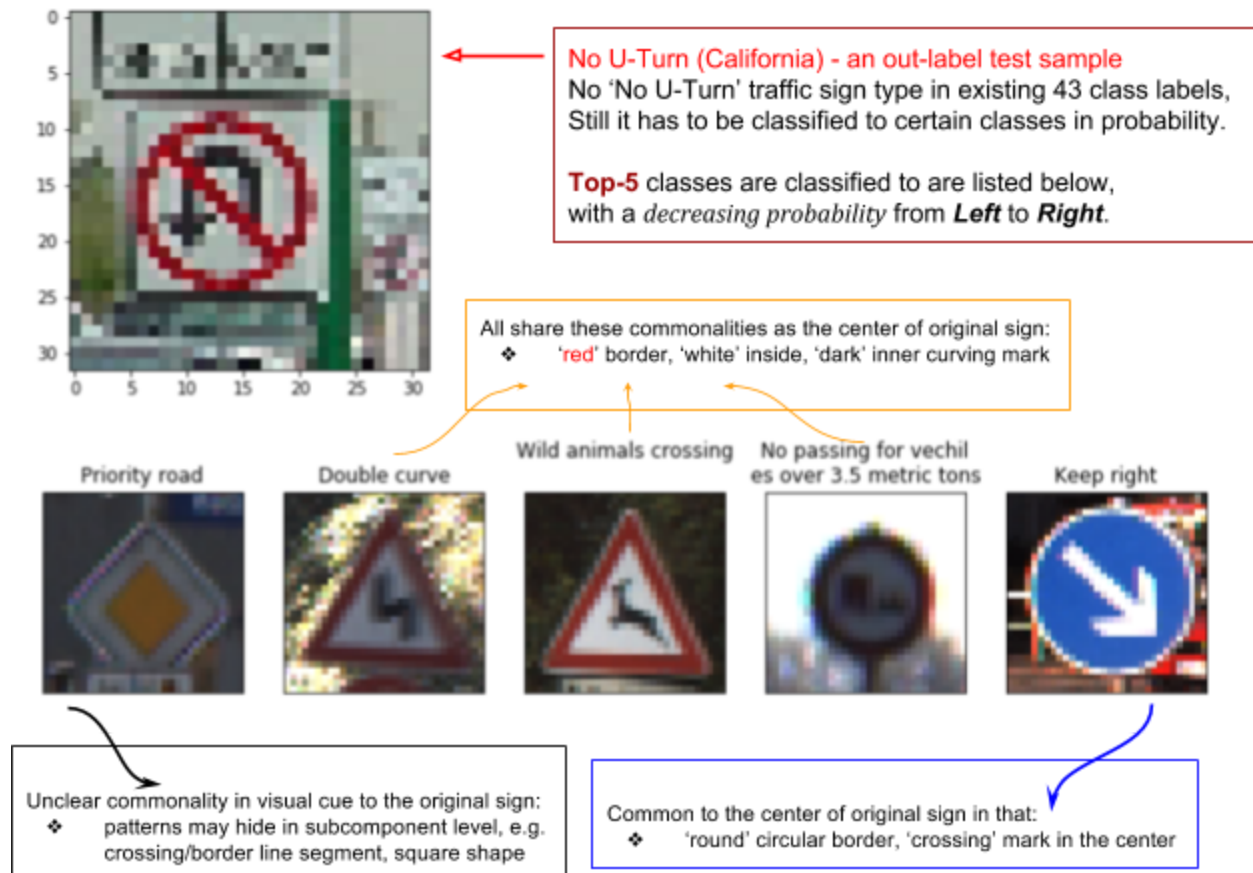 0
5
10
15
20
25
30
0 5 10 15 20 25 30
No U-Turn (California) - an out-label test sample
No ‘No U-Turn’ traffic sign type in existing 43 class labels,
Still it has to be classified to certain classes in probability.
Top-5 classes are classified to are listed below,
with a decreasing probability from Left to Right.
All share these commonalities as the center of original sign:
❖ ‘red’ border, ‘white’ inside, ‘dark’ inner curving mark
Priority road
Double curve
Wild animals crossing
No passing for vechil
es over 3.5 metric tons
Keep right
Unclear commonality in visual cue to the original sign:
❖ patterns may hide in subcomponent level, e.g.
crossing/border line segment, square shape
Common to the center of original sign in that:
❖ ‘round’ circular border, ‘crossing’ mark in the center